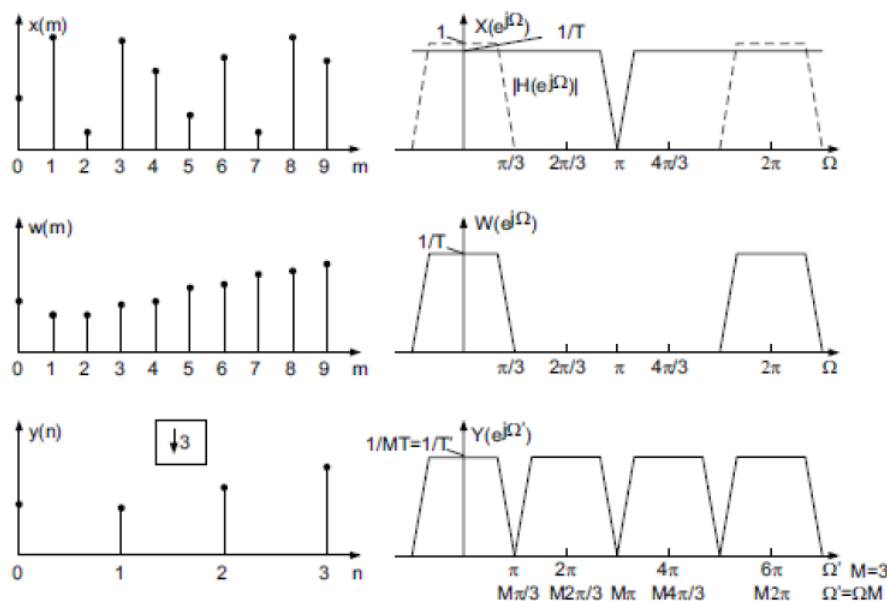 x(m)
0 1 2 3 4 5 6 7 8 9 m
1 X(e^jΩ) 1/T
|H(e^jΩ)|
π/3 2π/3 π 4π/3 2π Ω
w(m)
0 1 2 3 4 5 6 7 8 9 m
W(e^jΩ)
1/T
π/3 2π/3 π 4π/3 2π Ω
y(n)
↓3
0 1 2 3 n
1/MT=1/T' Y(e^jΩ')
π 2π 4π 6π Ω' M=3
Mπ/3 M2π/3 Mπ M4π/3 M2π Ω'=ΩM